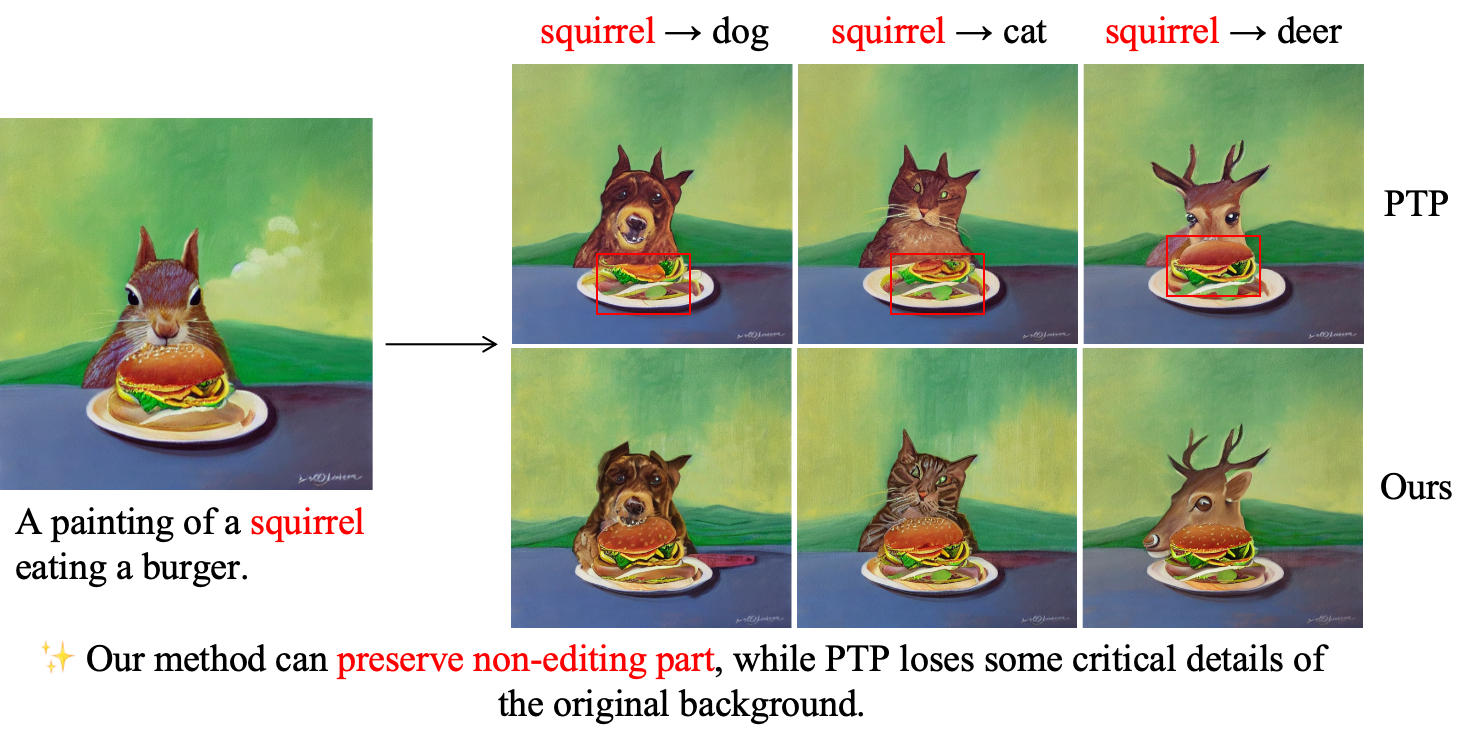 squirrel → dog
squirrel → cat
squirrel → deer
PTP
Ours
A painting of a squirrel
eating a burger.
✨ Our method can preserve non-editing part, while PTP loses some critical details of
the original background.